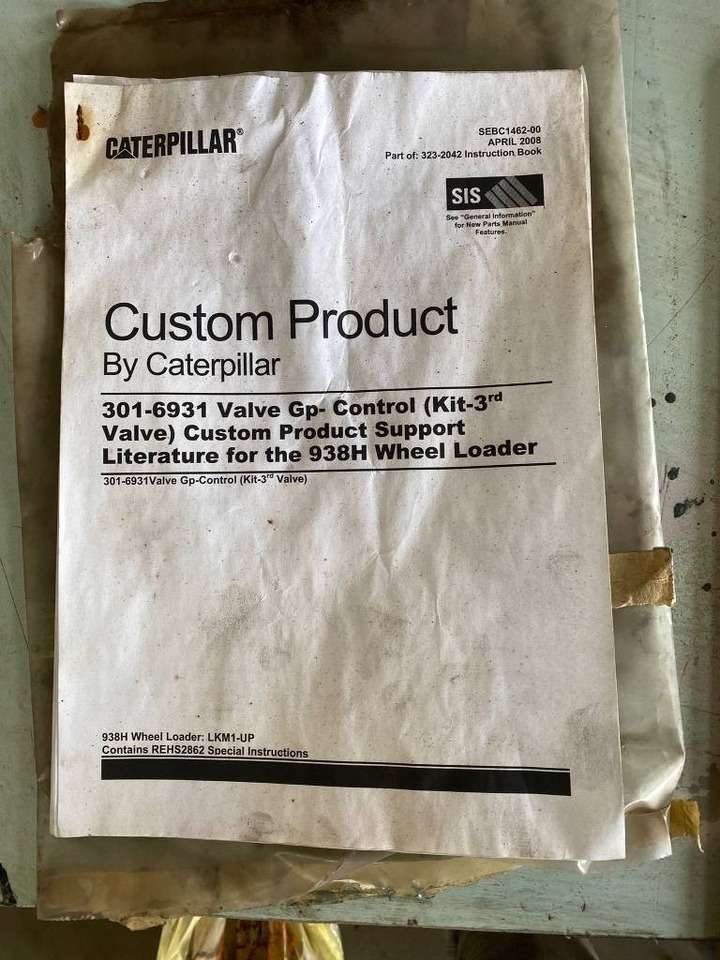 CATERPILLAR®
SEBC1462-00
APRIL 2008
Part of: 323-2042 Instruction Book
SIS
See "General Information"
for New Parts Manual
Features.
Custom Product
By Caterpillar
301-6931 Valve Gp- Control (Kit-3rd
Valve) Custom Product Support
Literature for the 938H Wheel Loader
301-6931Valve Gp-Control (Kit-3rd Valve)
938H Wheel Loader: LKM1-UP
Contains REHS2862 Special Instructions